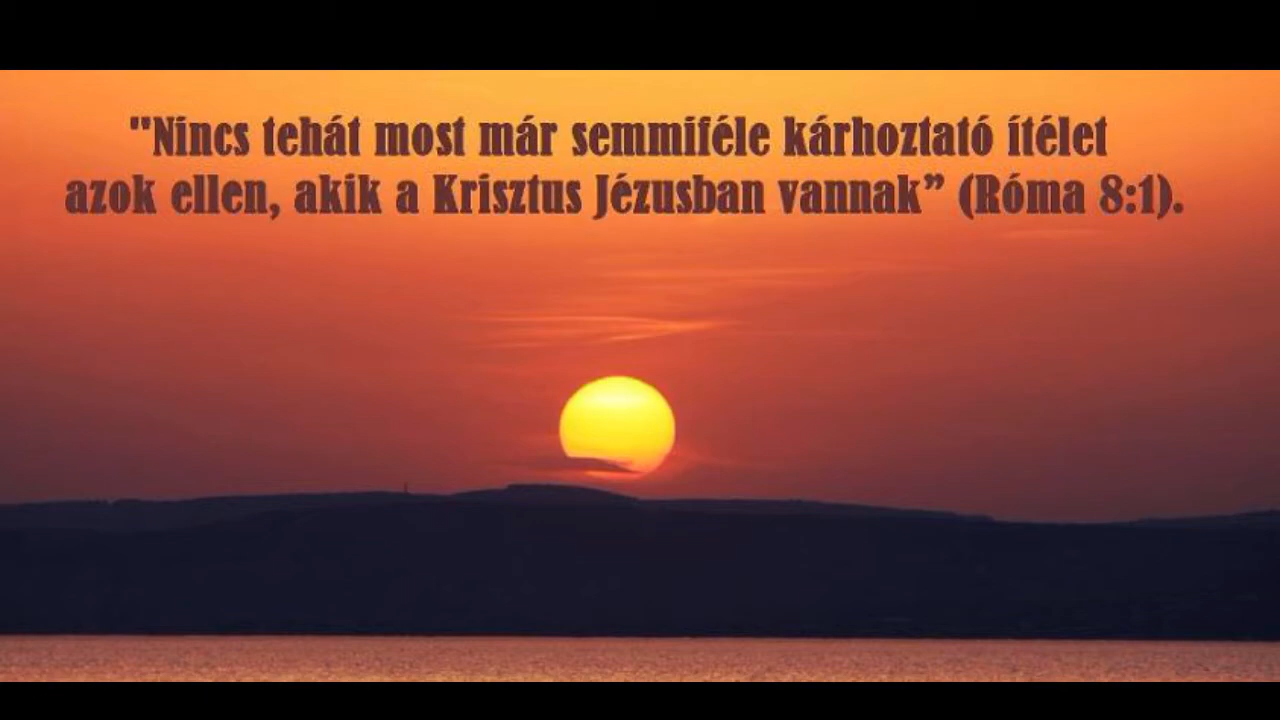 "Nincs tehát most már semmiféle kárhoztató ítélet
azok ellen, akik a Krisztus Jézusban vannak” (Róma 8:1).